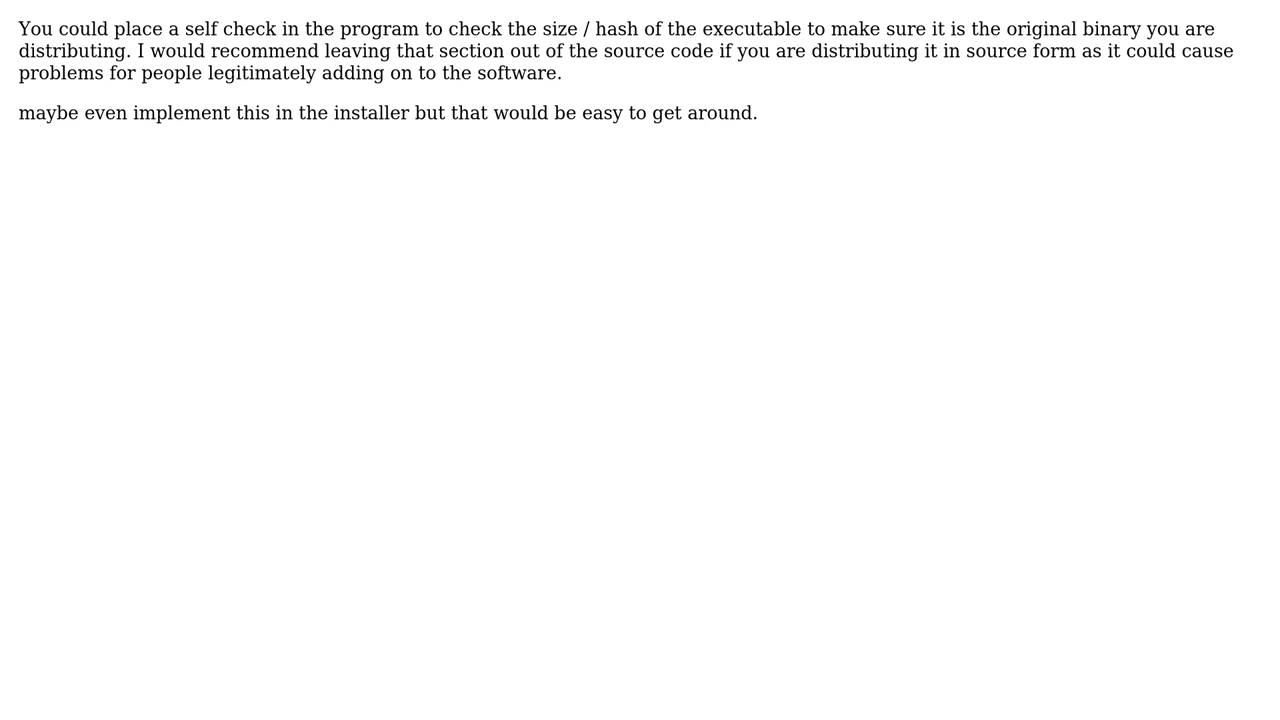 You could place a self check in the program to check the size / hash of the executable to make sure it is the original binary you are
distributing. I would recommend leaving that section out of the source code if you are distributing it in source form as it could cause
problems for people legitimately adding on to the software.
maybe even implement this in the installer but that would be easy to get around.